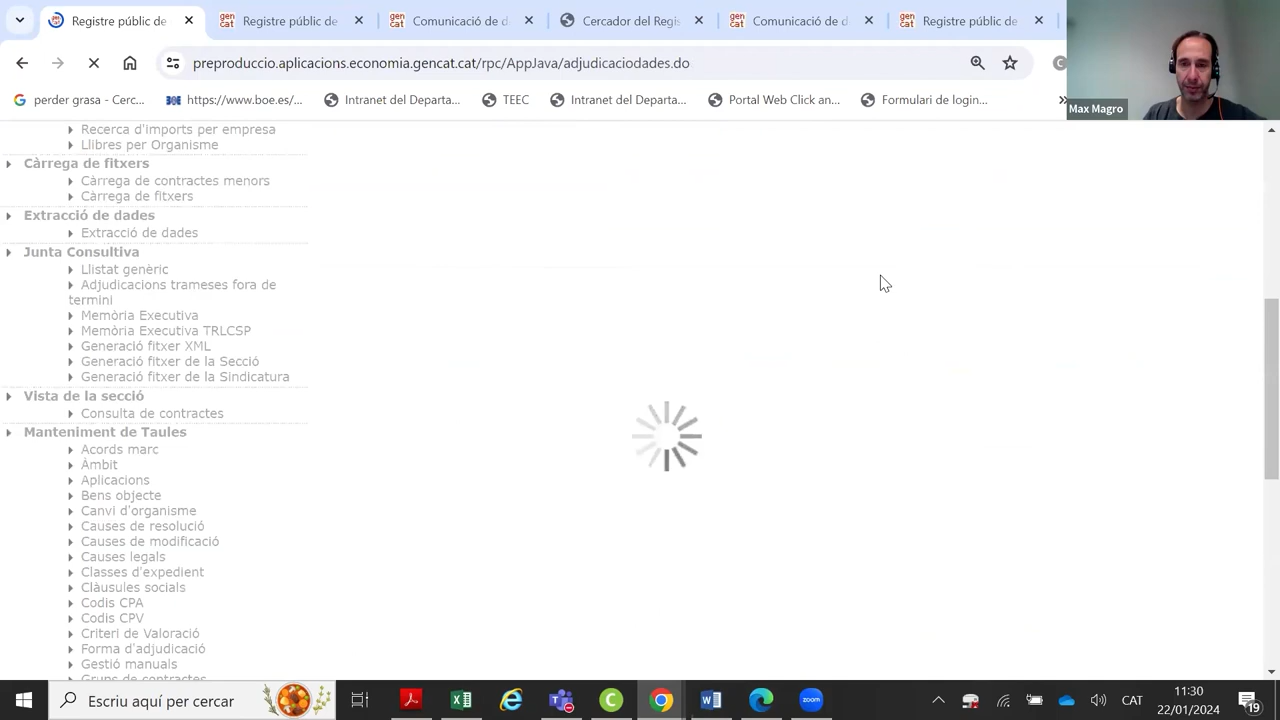 Registre públic de
Registre públic de
Comunicació de d
Cercador del Regis
Comunicació de d
Registre públic de
preproduccio.aplicacions.economia.gencat.cat/rpc/AppJava/adjudicaciodades.do
perder grasa - Cerc...
https://www.boe.es/...
Intranet del Departa...
TEEC
Intranet del Departa...
Portal Web Click an...
Formulari de login...
Max Magro
Recerca d'imports per empresa
Llibres per Organisme
Càrrega de fitxers
Càrrega de contractes menors
Càrrega de fitxers
Extracció de dades
Extracció de dades
Junta Consultiva
Llistat genèric
Adjudicacions trameses fora de
termini
Memòria Executiva
Memòria Executiva TRLCSP
Generació fitxer XML
Generació fitxer de la Secció
Generació fitxer de la Sindicatura
Vista de la secció
Consulta de contractes
Manteniment de Taules
Acords marc
Àmbit
Aplicacions
Bens objecte
Canvi d'organisme
Causes de resolució
Causes de modificació
Causes legals
Classes d'expedient
Clàusules socials
Codis CPA
Codis CPV
Criteri de Valoració
Forma d'adjudicació
Gestió manuals
Grups de contractes
Escriu aquí per cercar
zoom
CAT
11:30
22/01/2024
19